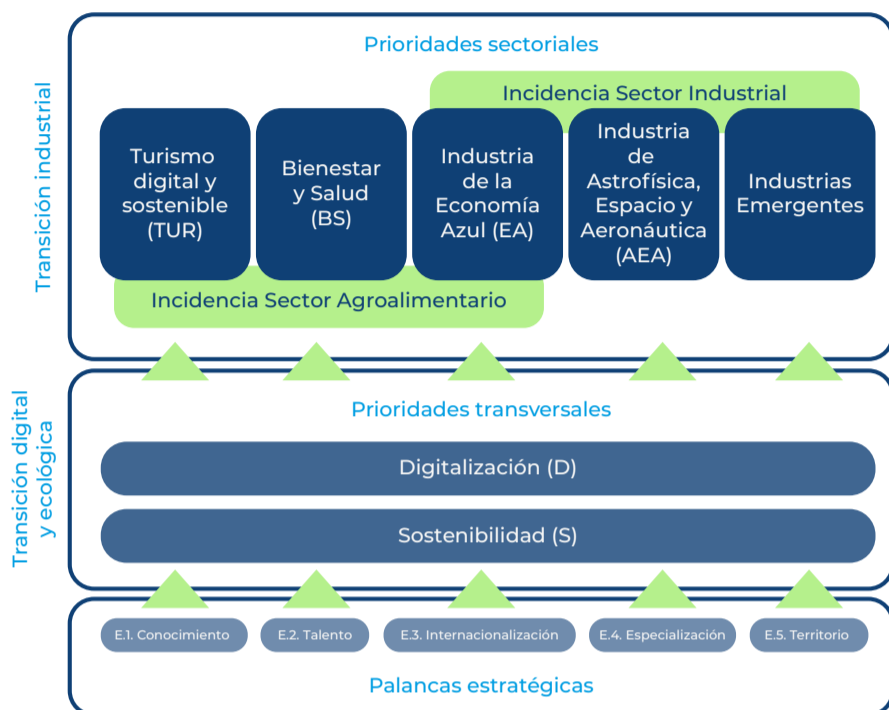 Prioridades sectoriales
Incidencia Sector Industrial
Transición industrial
Turismo
digital y
sostenible
(TUR)
Bienestar
y Salud
(BS)
Industria
de la
Economía
Azul (EA)
Industria
de
Astrofísica,
Espacio y
Aeronáutica
(AEA)
Industrias
Emergentes
Incidencia Sector Agroalimentario
Transición digital
y ecológica
Prioridades transversales
Digitalización (D)
Sostenibilidad (S)
E.1. Conocimiento
E.2. Talento
E.3. Internacionalización
E.4. Especialización
E.5. Territorio
Palancas estratégicas